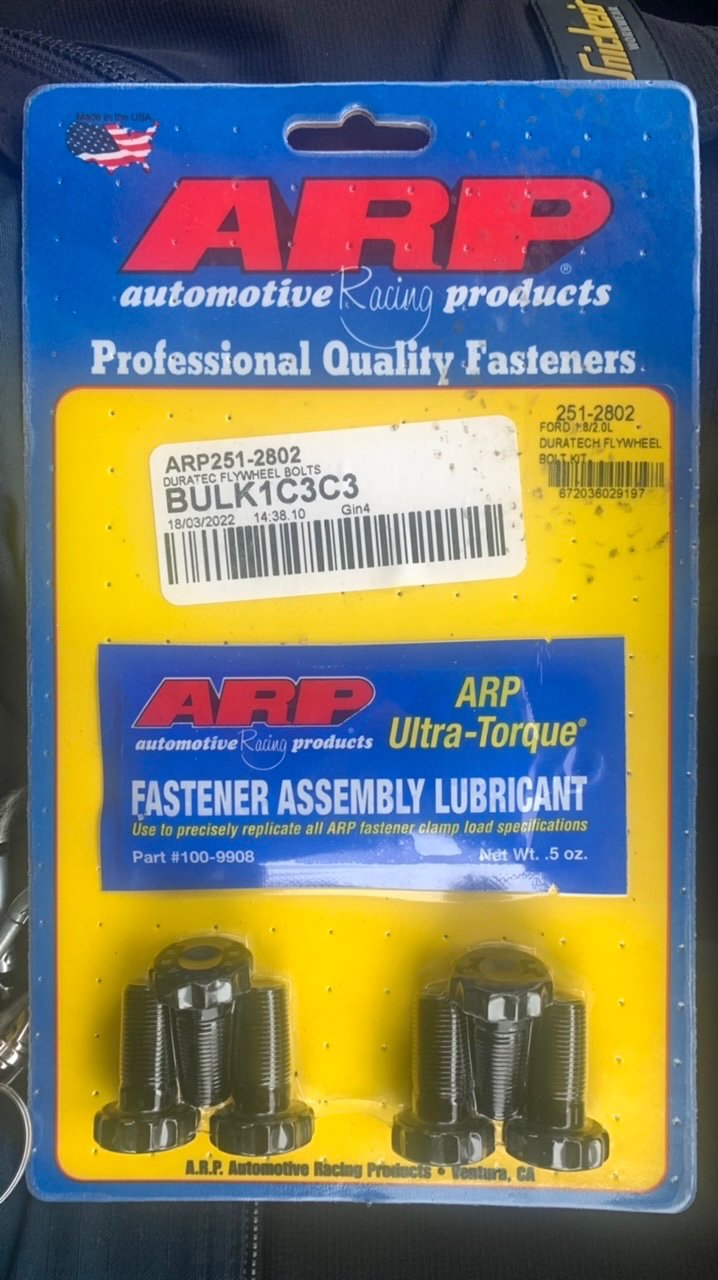 Snickers
WORKWEAR
Made in the USA
ARP®
automotive Racing products
Professional Quality Fasteners
251-2802
FORD 1.8/2.0L
DURATECH FLYWHEEL
BOLT KIT
672036029197
ARP251-2802
DURATEC FLYWHEEL BOLTS
BULK1C3C3
18/03/2022 14:38.10 Gin4
ARP
automotive Racing products
ARP
Ultra-Torque®
FASTENER ASSEMBLY LUBRICANT
Use to precisely replicate all ARP fastener clamp load specifications
Part #100-9908 Net Wt. .5 oz.
A.R.P. Automotive Racing Products • Ventura, CA